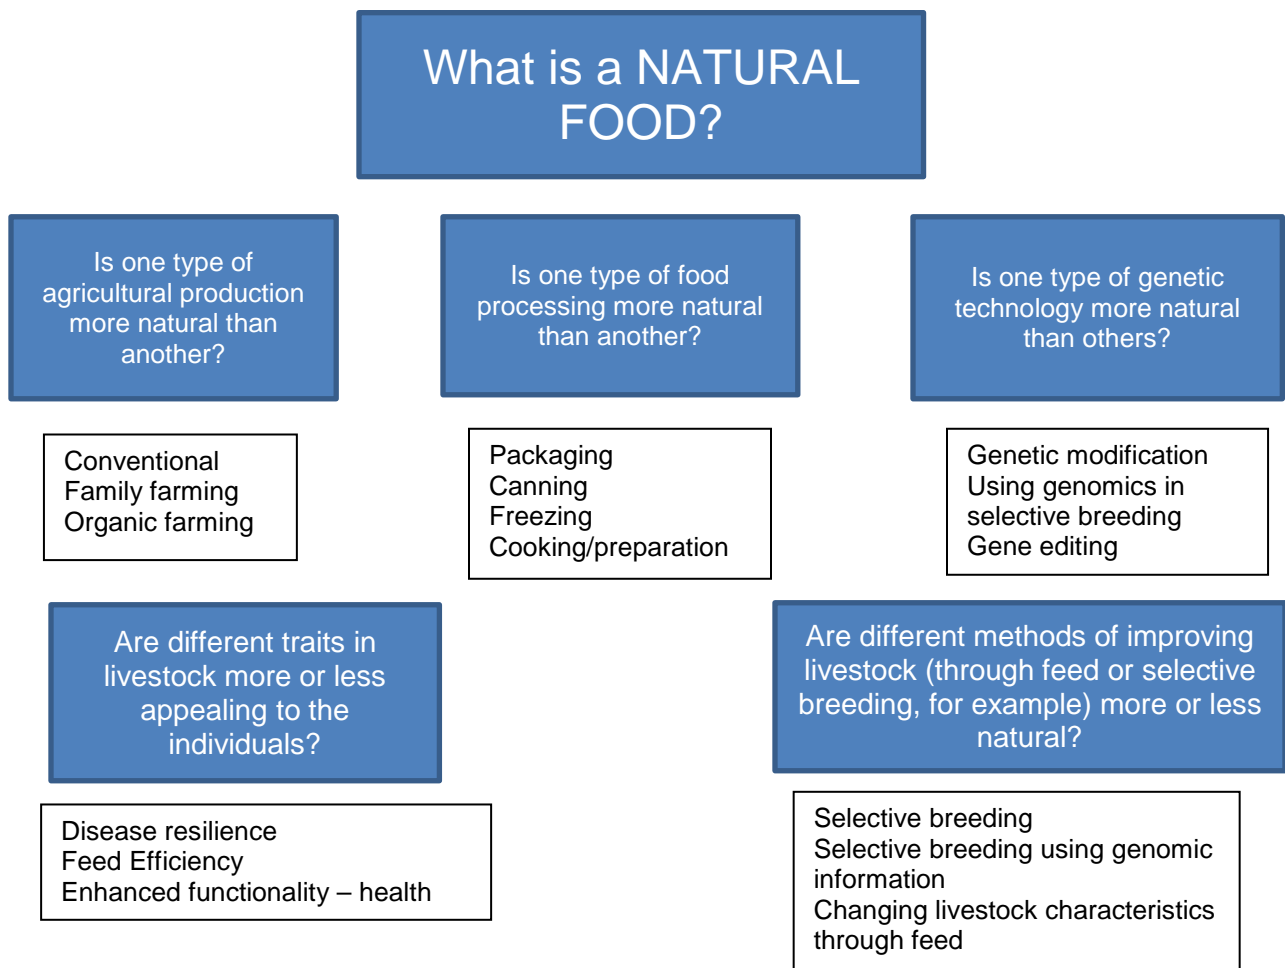 What is a NATURAL
FOOD?
Is one type of
agricultural production
more natural than
another?
Is one type of food
processing more natural
than another?
Is one type of genetic
technology more natural
than others?
Conventional
Family farming
Organic farming
Packaging
Canning
Freezing
Cooking/preparation
Genetic modification
Using genomics in
selective breeding
Gene editing
Are different traits in
livestock more or less
appealing to the
individuals?
Are different methods of improving
livestock (through feed or selective
breeding, for example) more or less
natural?
Disease resilience
Feed Efficiency
Enhanced functionality – health
Selective breeding
Selective breeding using genomic
information
Changing livestock characteristics
through feed